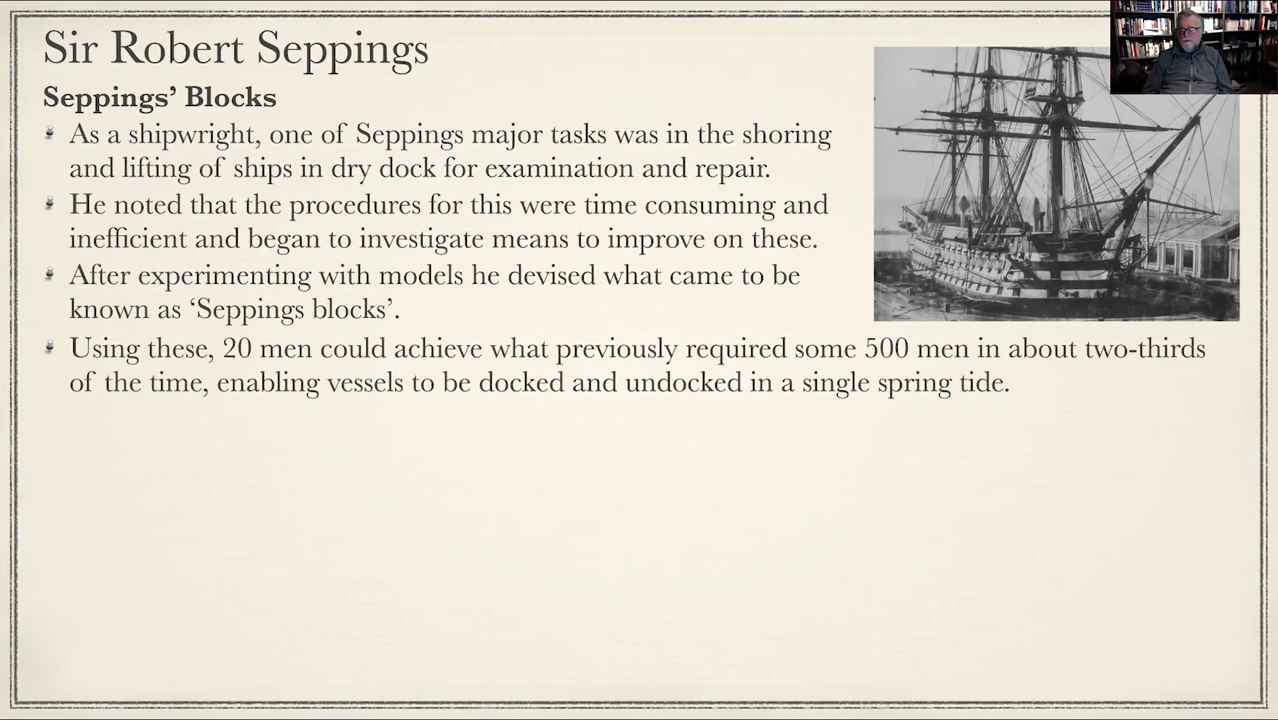 Sir Robert Seppings
Seppings’ Blocks
As a shipwright, one of Seppings major tasks was in the shoring
and lifting of ships in dry dock for examination and repair.
He noted that the procedures for this were time consuming and
inefficient and began to investigate means to improve on these.
After experimenting with models he devised what came to be
known as ‘Seppings blocks’.
Using these, 20 men could achieve what previously required some 500 men in about two-thirds
of the time, enabling vessels to be docked and undocked in a single spring tide.